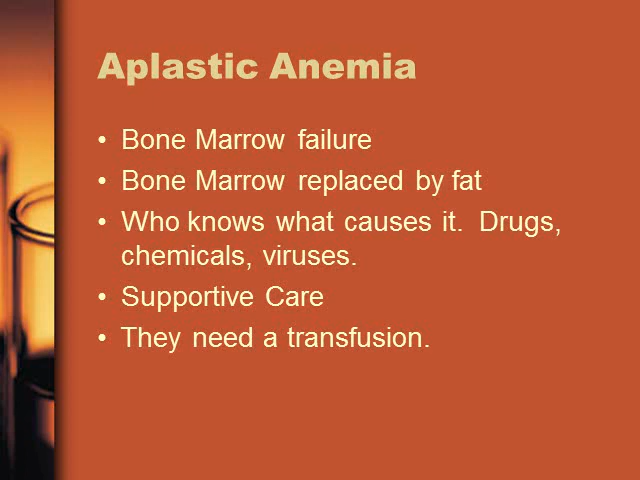 Aplastic Anemia
• Bone Marrow failure
• Bone Marrow replaced by fat
• Who knows what causes it.  Drugs,
chemicals, viruses.
• Supportive Care
• They need a transfusion.